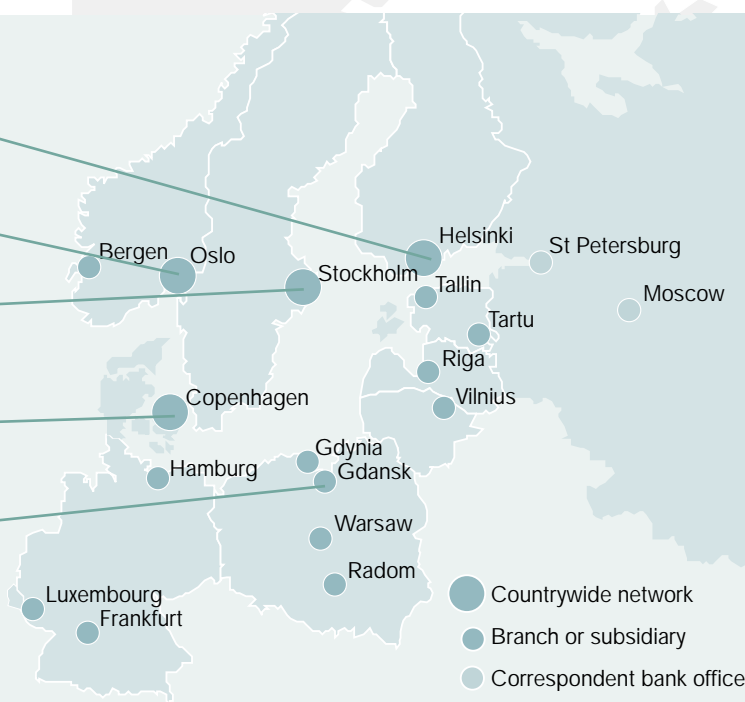 Helsinki
St Petersburg
Bergen
Oslo
Stockholm
Tallin
Moscow
Tartu
Riga
Copenhagen
Vilnius
Gdynia
Hamburg
Gdansk
Warsaw
Radom
Luxembourg
Frankfurt
Countrywide network
Branch or subsidiary
Correspondent bank office